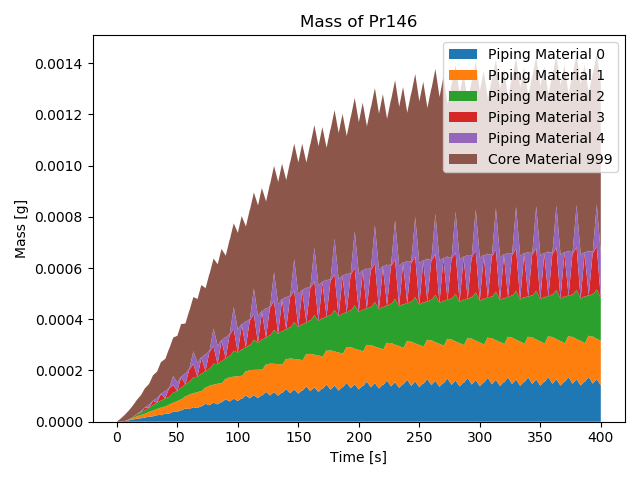 Mass of Pr146
Mass [g]
0.0014
0.0012
0.0010
0.0008
0.0006
0.0004
0.0002
0.0000
Piping Material 0
Piping Material 1
Piping Material 2
Piping Material 3
Piping Material 4
Core Material 999
0 50 100 150 200 250 300 350 400
Time [s]